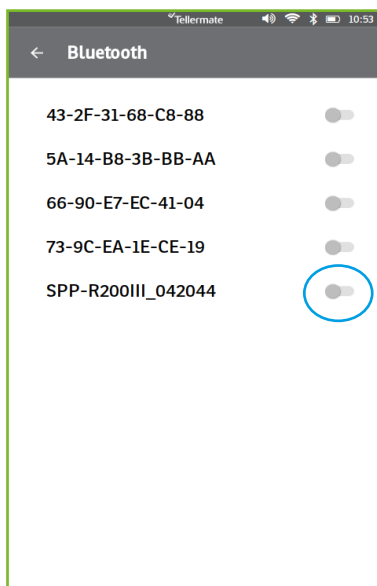 Tellermate 10:53
Bluetooth
43-2F-31-68-C8-88
5A-14-B8-3B-BB-AA
66-90-E7-EC-41-04
73-9C-EA-1E-CE-19
SPP-R200III_042044